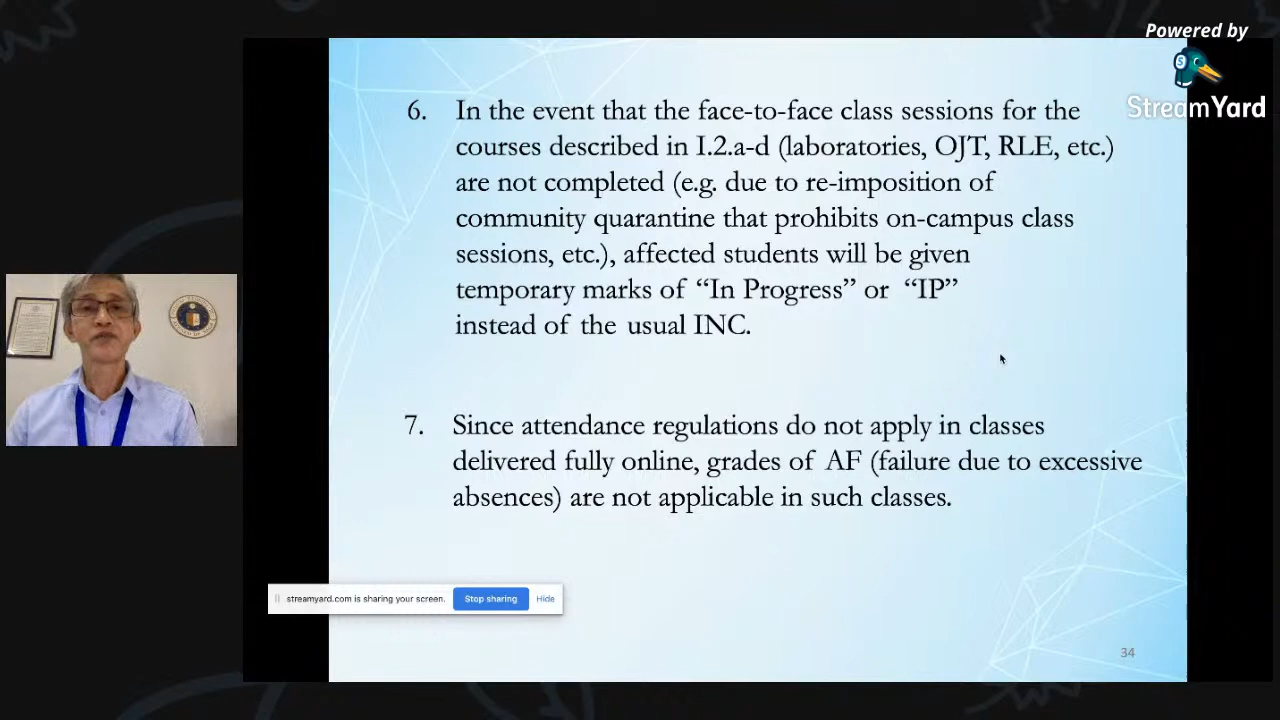 Powered by
StreamYard
6. In the event that the face-to-face class sessions for the
courses described in I.2.a-d (laboratories, OJT, RLE, etc.)
are not completed (e.g. due to re-imposition of
community quarantine that prohibits on-campus class
sessions, etc.), affected students will be given
temporary marks of “In Progress” or “IP”
instead of the usual INC.
7. Since attendance regulations do not apply in classes
delivered fully online, grades of AF (failure due to excessive
absences) are not applicable in such classes.
streamyard.com is sharing your screen. Stop sharing Hide
34